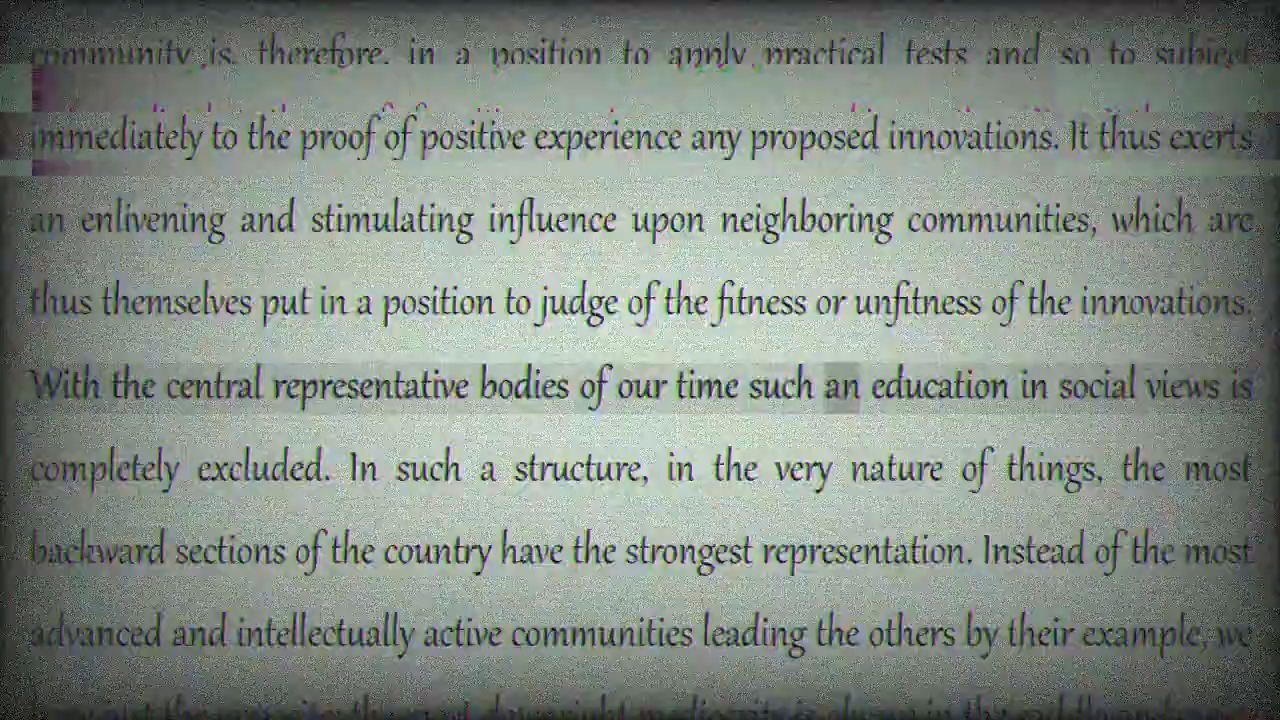 community is, therefore, in a position to apply practical tests and so to subject
immediately to the proof of positive experience any proposed innovations. It thus exerts
an enlivening and stimulating influence upon neighboring communities, which are
thus themselves put in a position to judge of the fitness or unfitness of the innovations.
With the central representative bodies of our time such an education in social views is
completely excluded. In such a structure, in the very nature of things, the most
backward sections of the country have the strongest representation. Instead of the most
advanced and intellectually active communities leading the others by their example, we